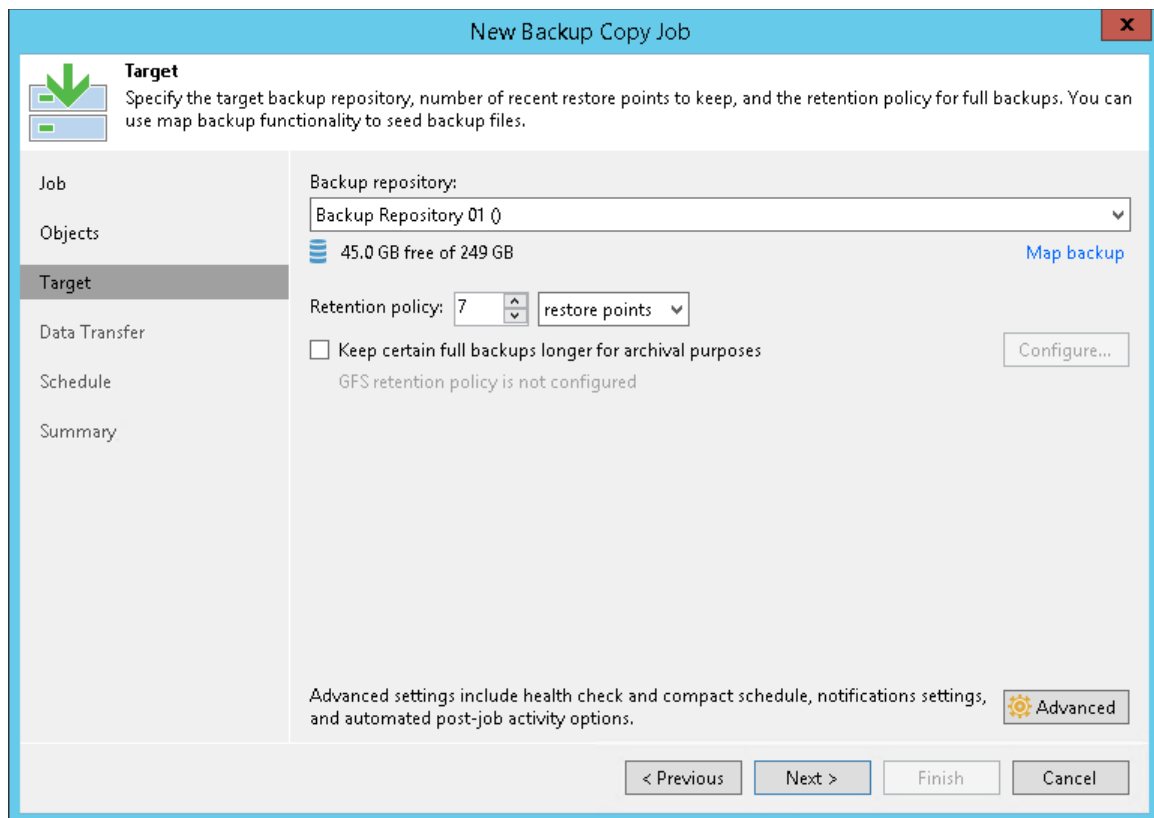 New Backup Copy Job
x
Target
Specify the target backup repository, number of recent restore points to keep, and the retention policy for full backups. You can
use map backup functionality to seed backup files.
Job
Objects
Target
Data Transfer
Schedule
Summary
Backup repository:
Backup Repository 01 ()
45.0 GB free of 249 GB
Map backup
Retention policy: 7 restore points
Keep certain full backups longer for archival purposes
Configure...
GFS retention policy is not configured
Advanced settings include health check and compact schedule, notifications settings,
and automated post-job activity options.
Advanced
< Previous
Next >
Finish
Cancel